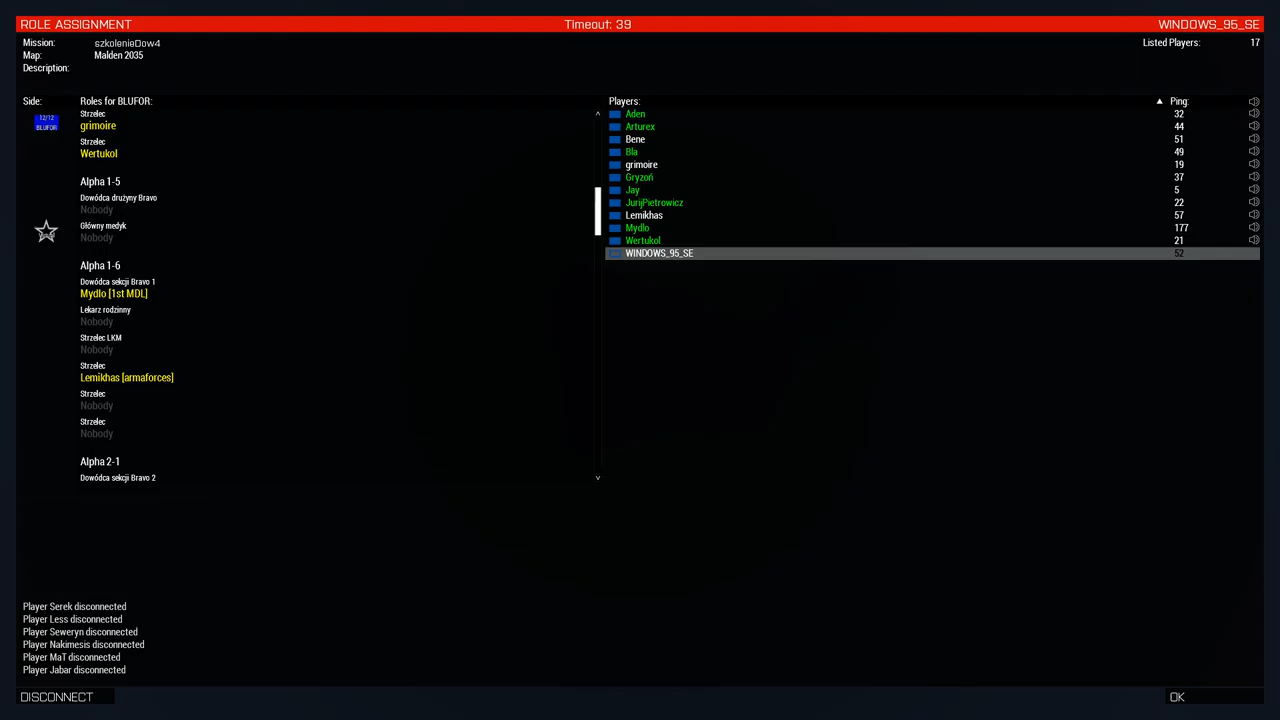 ROLE ASSIGNMENT Timeout: 39 WINDOWS_95_SE
Mission: szkolenieDow4 Listed Players: 17
Map: Malden 2035
Description:
Side: Roles for BLUFOR:
12/12
BLUFOR
Strzelec
grimoire
Strzelec
Wertukol
Alpha 1-5
Dowódca drużyny Bravo
Nobody
Główny medyk
Nobody
Alpha 1-6
Dowódca sekcji Bravo 1
Mydlo [1st MDL]
Lekarz rodzinny
Nobody
Strzelec LKM
Nobody
Strzelec
Lemikhas [armaforces]
Strzelec
Nobody
Strzelec
Nobody
Alpha 2-1
Dowódca sekcji Bravo 2
Players: Ping:
Aden 32
Arturex 44
Bene 51
Bla 49
grimoire 19
Gryzoń 37
Jay 5
JurijPietrowicz 22
Lemikhas 57
Mydlo 177
Wertukol 21
WINDOWS_95_SE 52
Player Serek disconnected
Player Less disconnected
Player Seweryn disconnected
Player Nakimesis disconnected
Player MaT disconnected
Player Jabar disconnected
DISCONNECT OK